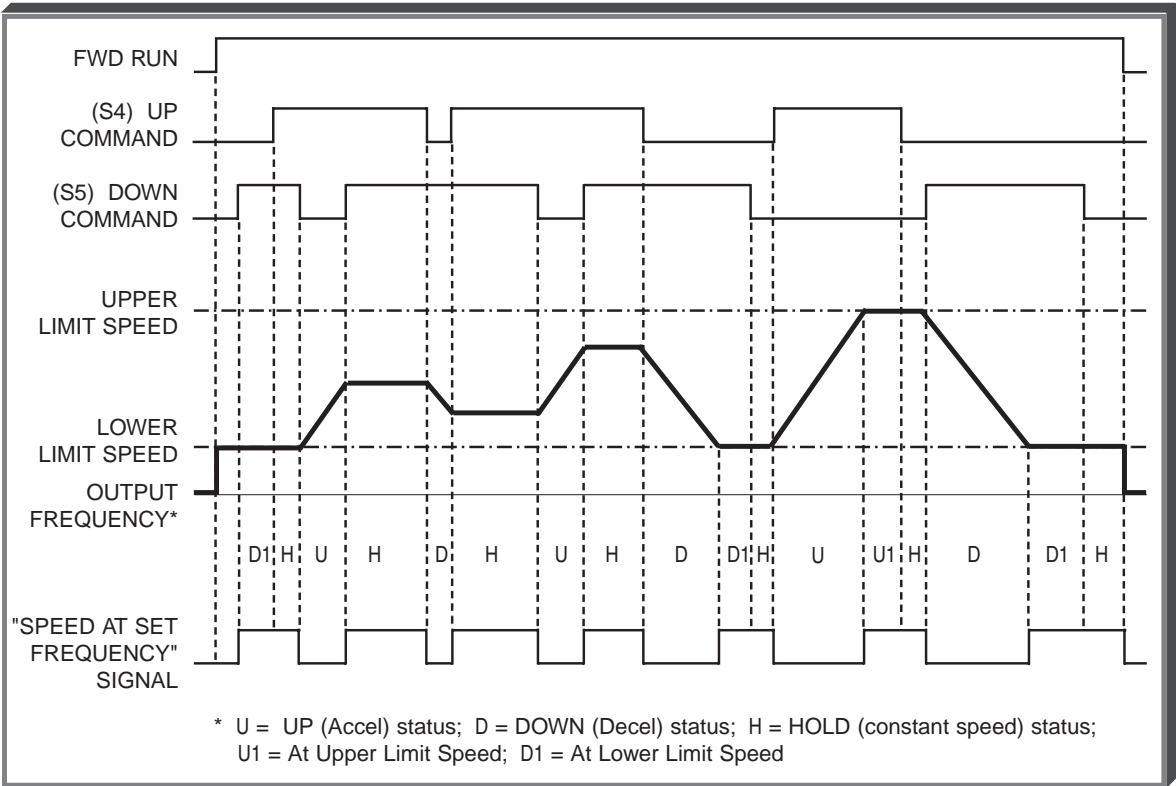 FWD RUN
(S4) UP
COMMAND
(S5) DOWN
COMMAND
UPPER
LIMIT SPEED
LOWER
LIMIT SPEED
OUTPUT
FREQUENCY*
D1 H U H D H U H D D1 H U U1 H D D1 H
"SPEED AT SET
FREQUENCY"
SIGNAL
* U = UP (Accel) status; D = DOWN (Decel) status; H = HOLD (constant speed) status;
U1 = At Upper Limit Speed; D1 = At Lower Limit Speed